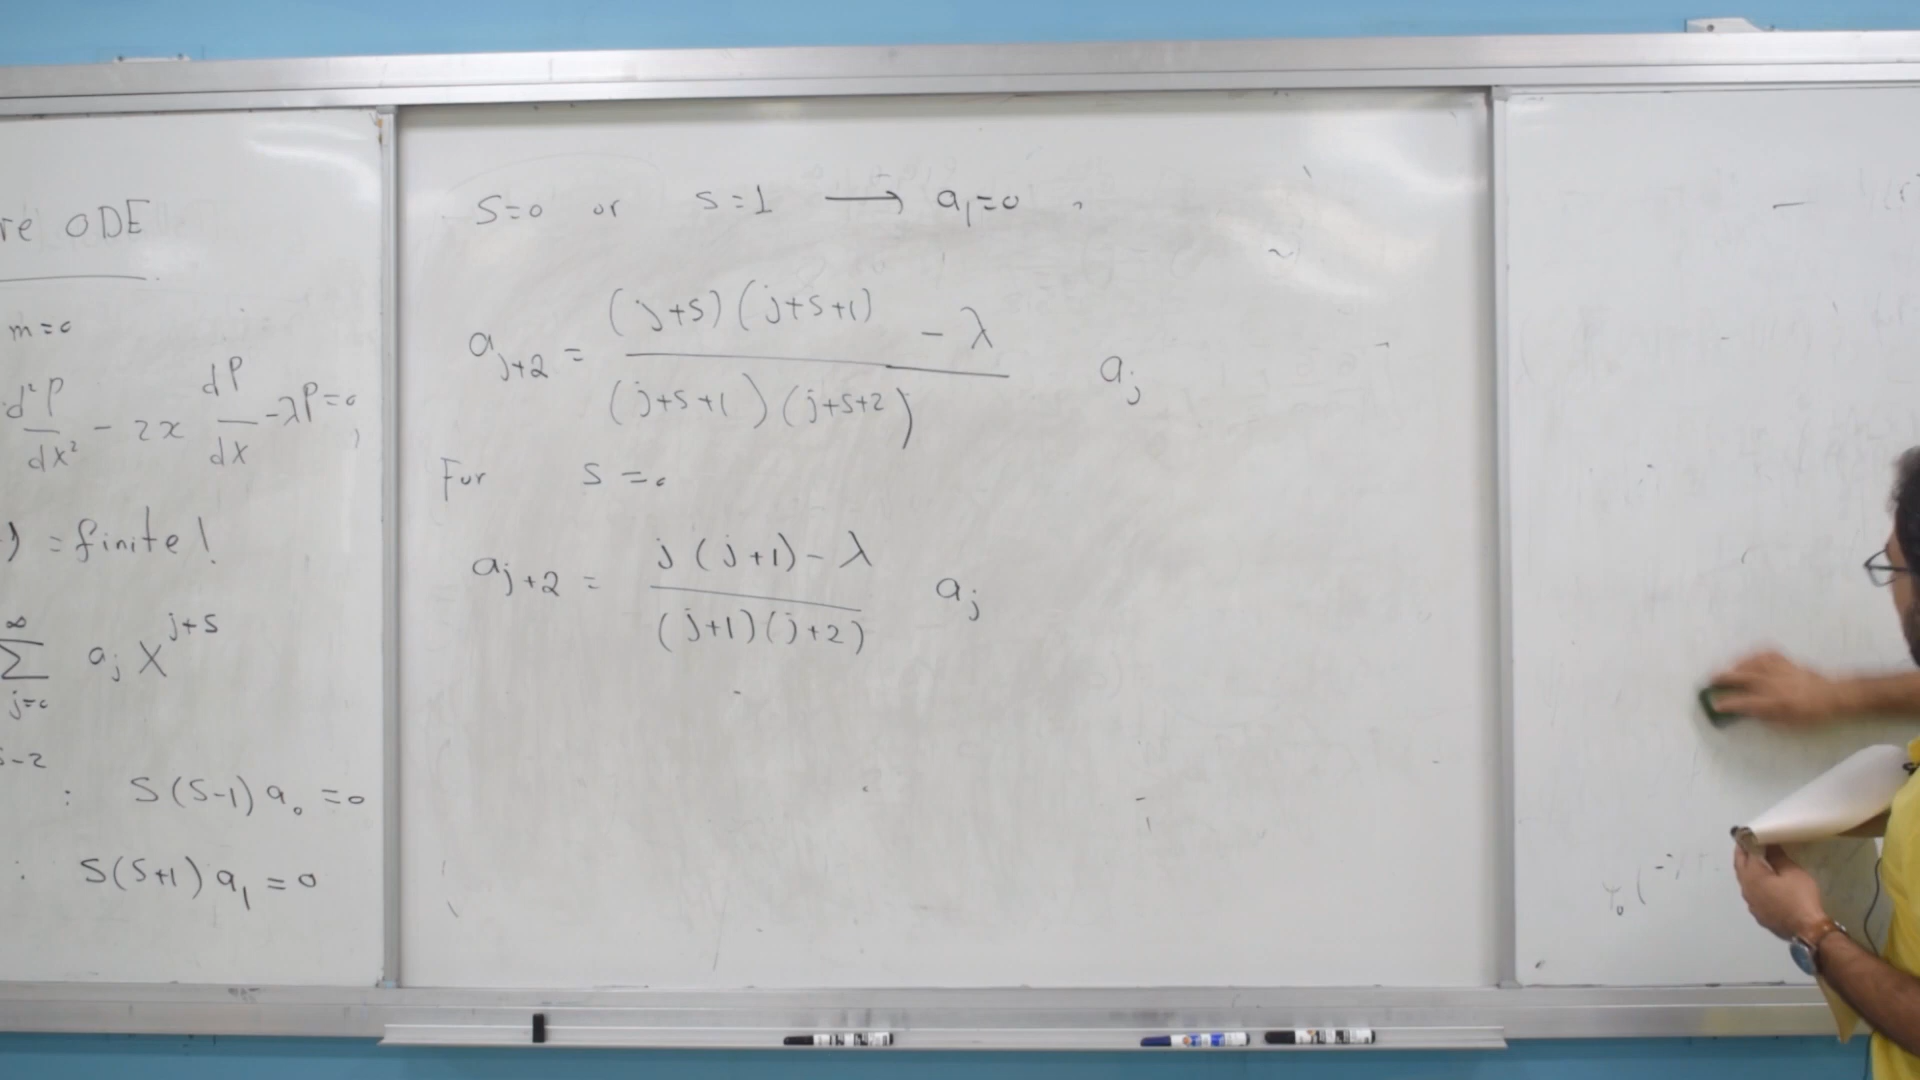 re ODE
m=0
d²P/dx² - 2x dP/dx - λP=0,
) = finite!
∞
∑ a_j x^{j+s}
j=0
s-2
: S(S-1) a_0 = 0
: S(S+1) a_1 = 0
S=0 or s=1 ⟶ a_1=0
a_{j+2} = ((j+s)(j+s+1) - λ)/((j+s+1)(j+s+2)) a_j
For s=0
a_{j+2} = (j(j+1) - λ)/((j+1)(j+2)) a_j